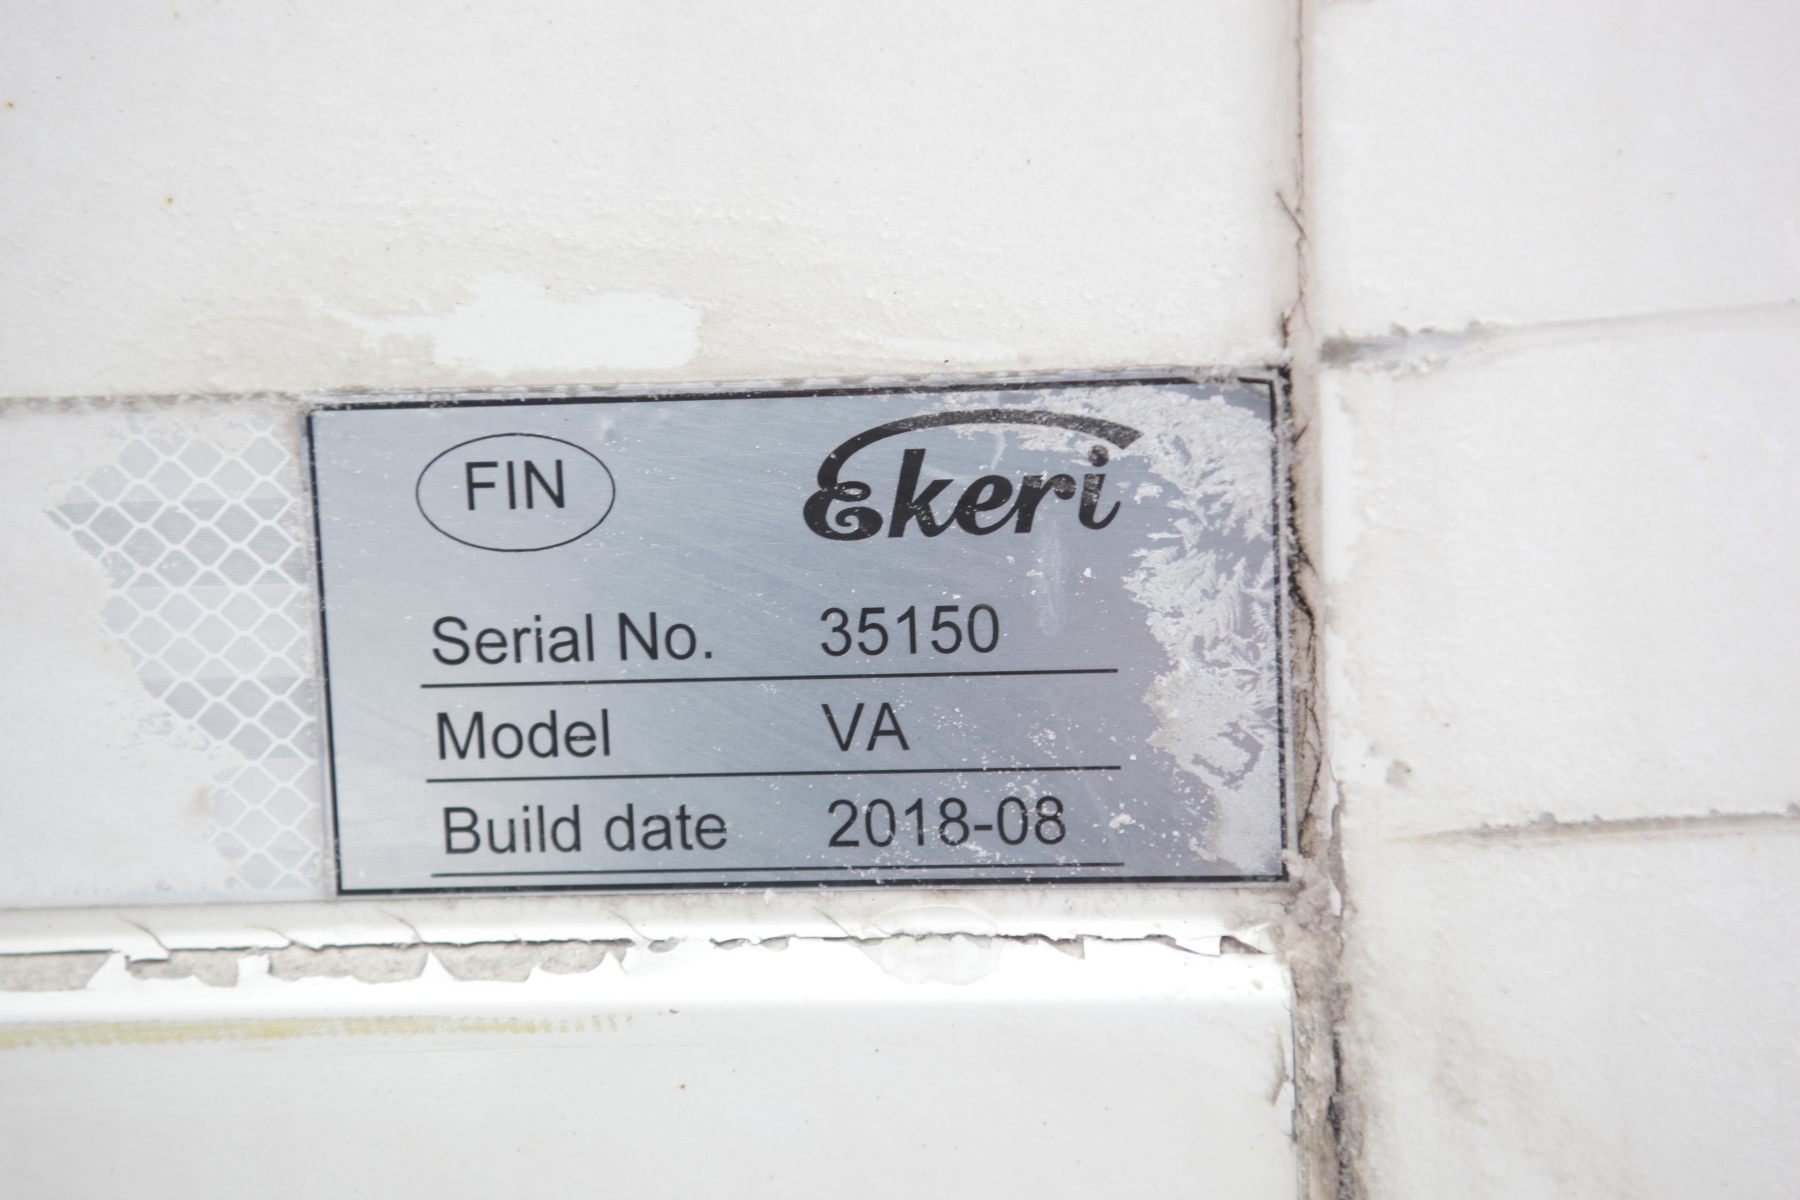 FIN Ekeri
Serial No. 35150
Model VA
Build date 2018-08